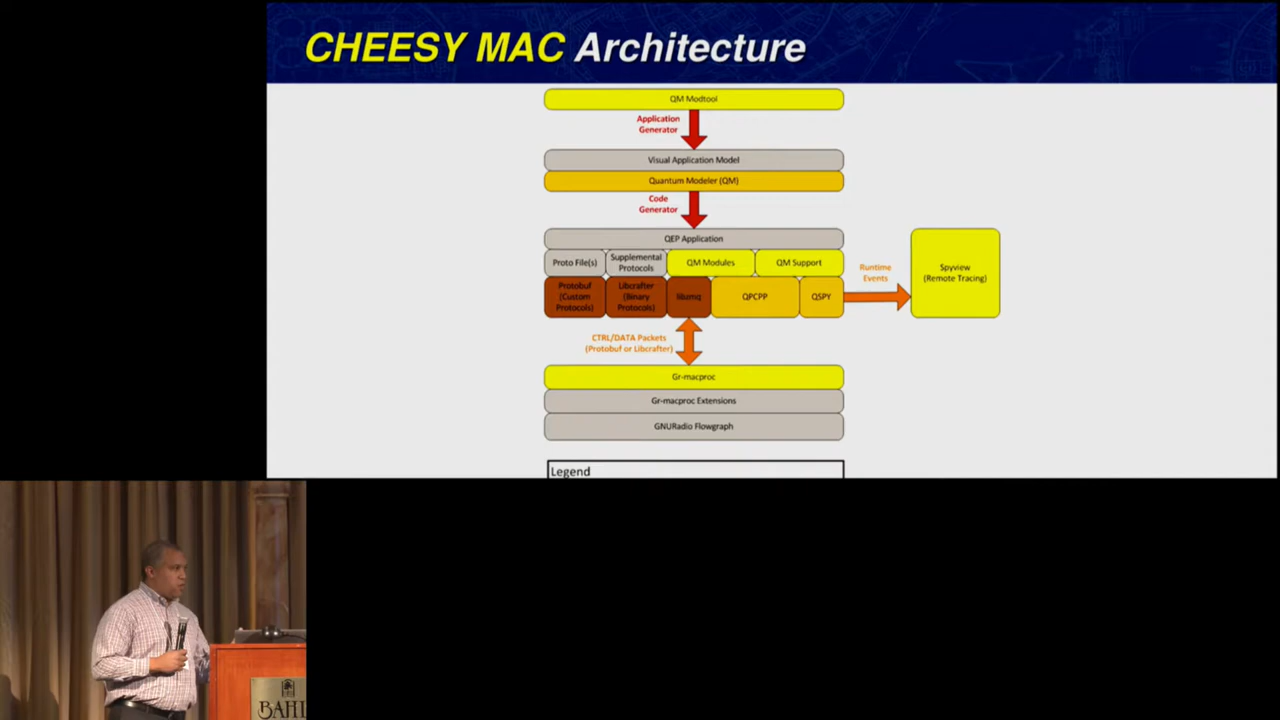 CHEESY MAC Architecture
QM Modtool
Application
Generator
Visual Application Model
Quantum Modeler (QM)
Code
Generator
QEP Application
Proto File(s)
Supplemental
Protocols
QM Modules
QM Support
Protobuf
(Custom
Protocols)
Libcrafter
(Binary
Protocols)
QPCPP
QSPY
Runtime
Events
Spyview
(Remote Tracing)
CTRL/DATA Packets
(Protobuf or Libcrafter)
Gr-macproc
Gr-macproc Extensions
GNURadio Flowgraph
Legend